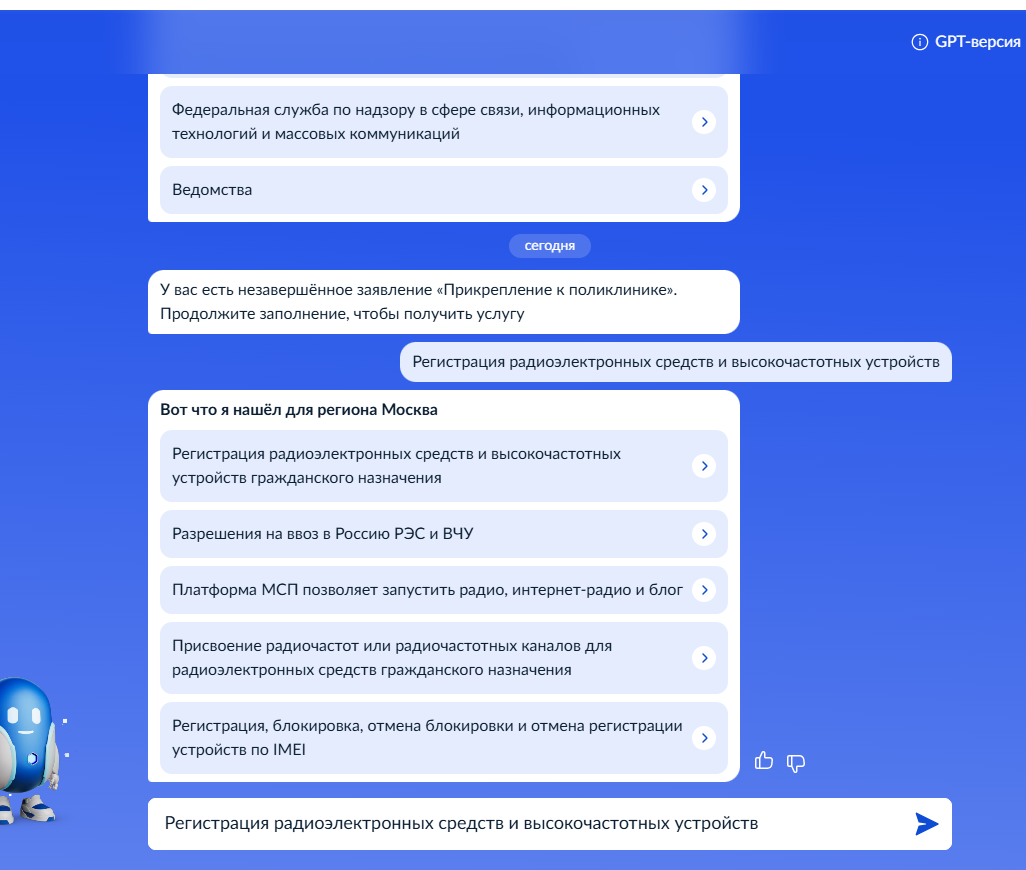 GPT-версия
Федеральная служба по надзору в сфере связи, информационных
технологий и массовых коммуникаций
Ведомства
сегодня
У вас есть незавершённое заявление «Прикрепление к поликлинике».
Продолжите заполнение, чтобы получить услугу
Регистрация радиоэлектронных средств и высокочастотных устройств
Вот что я нашёл для региона Москва
Регистрация радиоэлектронных средств и высокочастотных
устройств гражданского назначения
Разрешения на ввоз в Россию РЭС и ВЧУ
Платформа МСП позволяет запустить радио, интернет-радио и блог
Присвоение радиочастот или радиочастотных каналов для
радиоэлектронных средств гражданского назначения
Регистрация, блокировка, отмена блокировки и отмена регистрации
устройств по IMEI
Регистрация радиоэлектронных средств и высокочастотных устройств